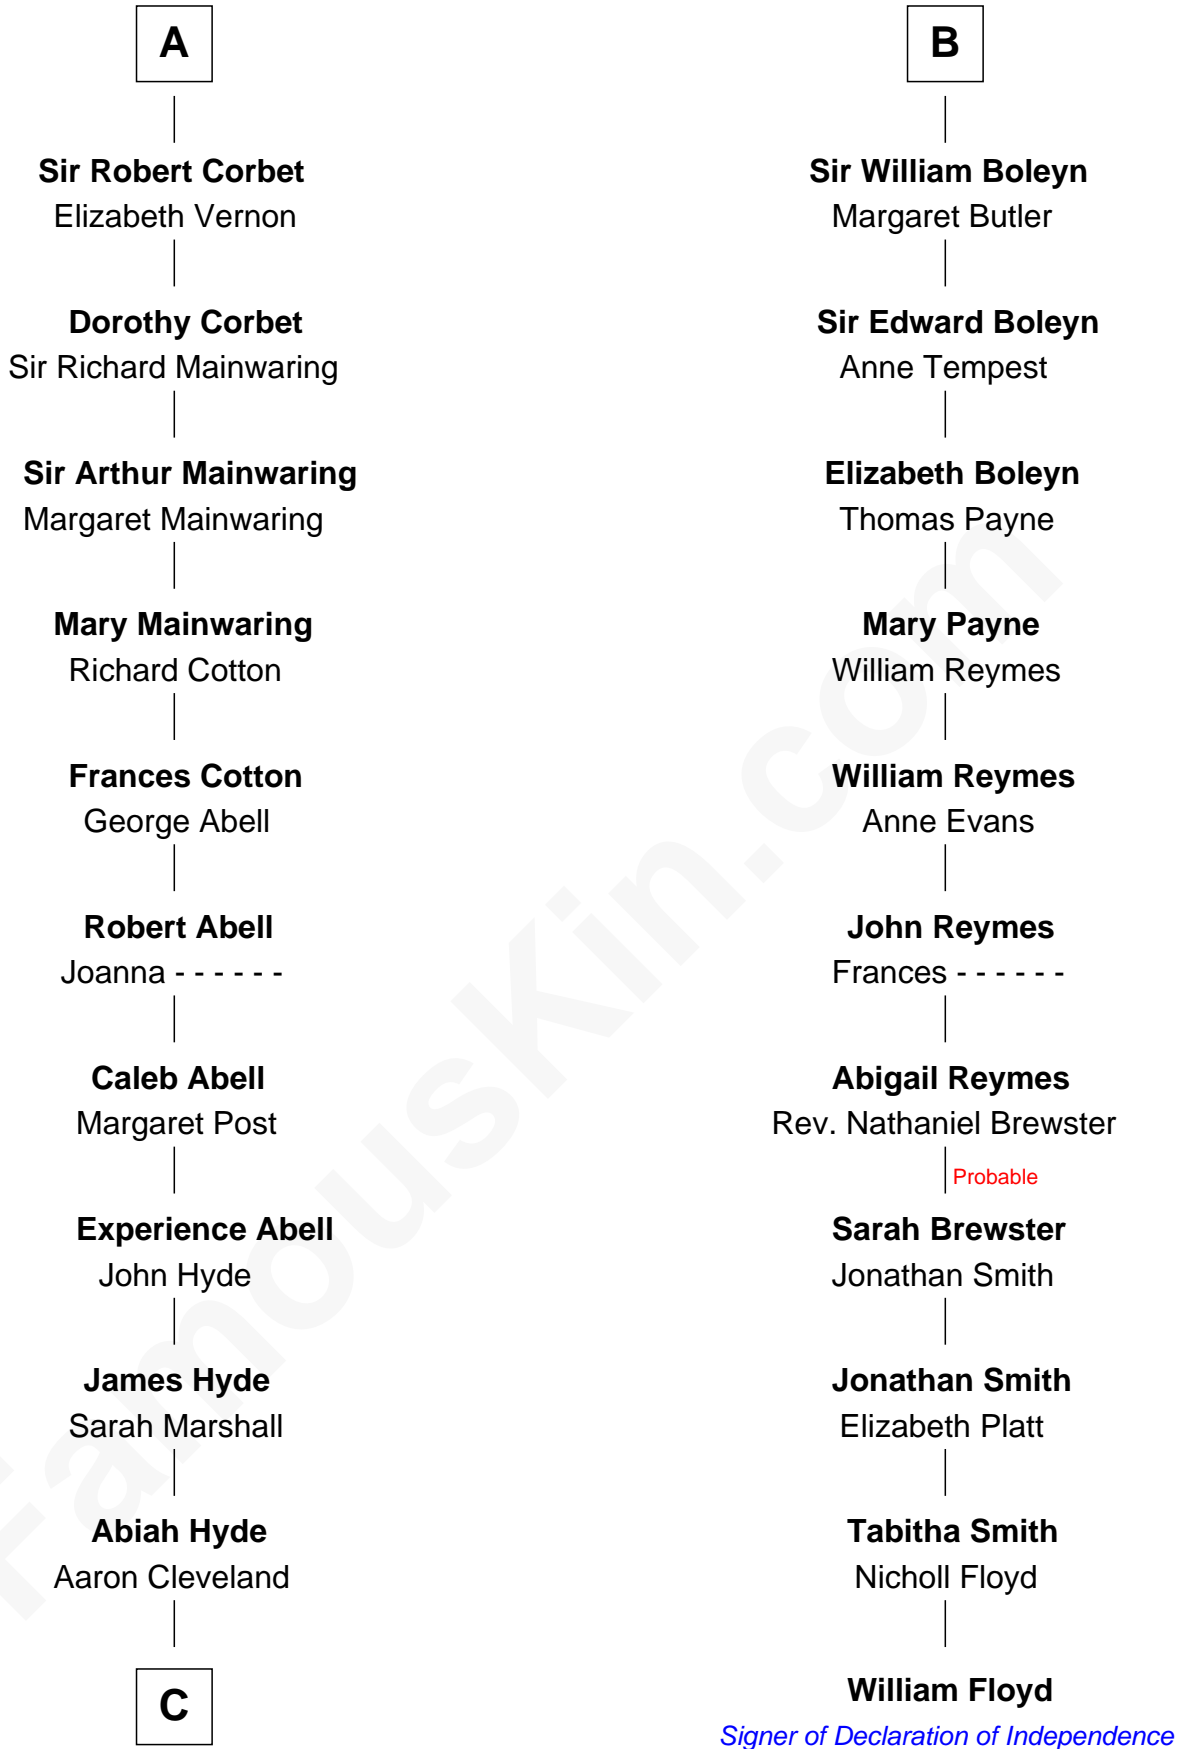 A
Sir Robert Corbet
Elizabeth Vernon
Dorothy Corbet
Sir Richard Mainwaring
Sir Arthur Mainwaring
Margaret Mainwaring
Mary Mainwaring
Richard Cotton
Frances Cotton
George Abell
Robert Abell
Joanna - - - - - -
Caleb Abell
Margaret Post
Experience Abell
John Hyde
James Hyde
Sarah Marshall
Abiah Hyde
Aaron Cleveland
C
B
Sir William Boleyn
Margaret Butler
Sir Edward Boleyn
Anne Tempest
Elizabeth Boleyn
Thomas Payne
Mary Payne
William Reymes
William Reymes
Anne Evans
John Reymes
Frances - - - - - -
Abigail Reymes
Rev. Nathaniel Brewster
Probable
Sarah Brewster
Jonathan Smith
Jonathan Smith
Elizabeth Platt
Tabitha Smith
Nicholl Floyd
William Floyd
Signer of Declaration of Independence
FamousKin.com